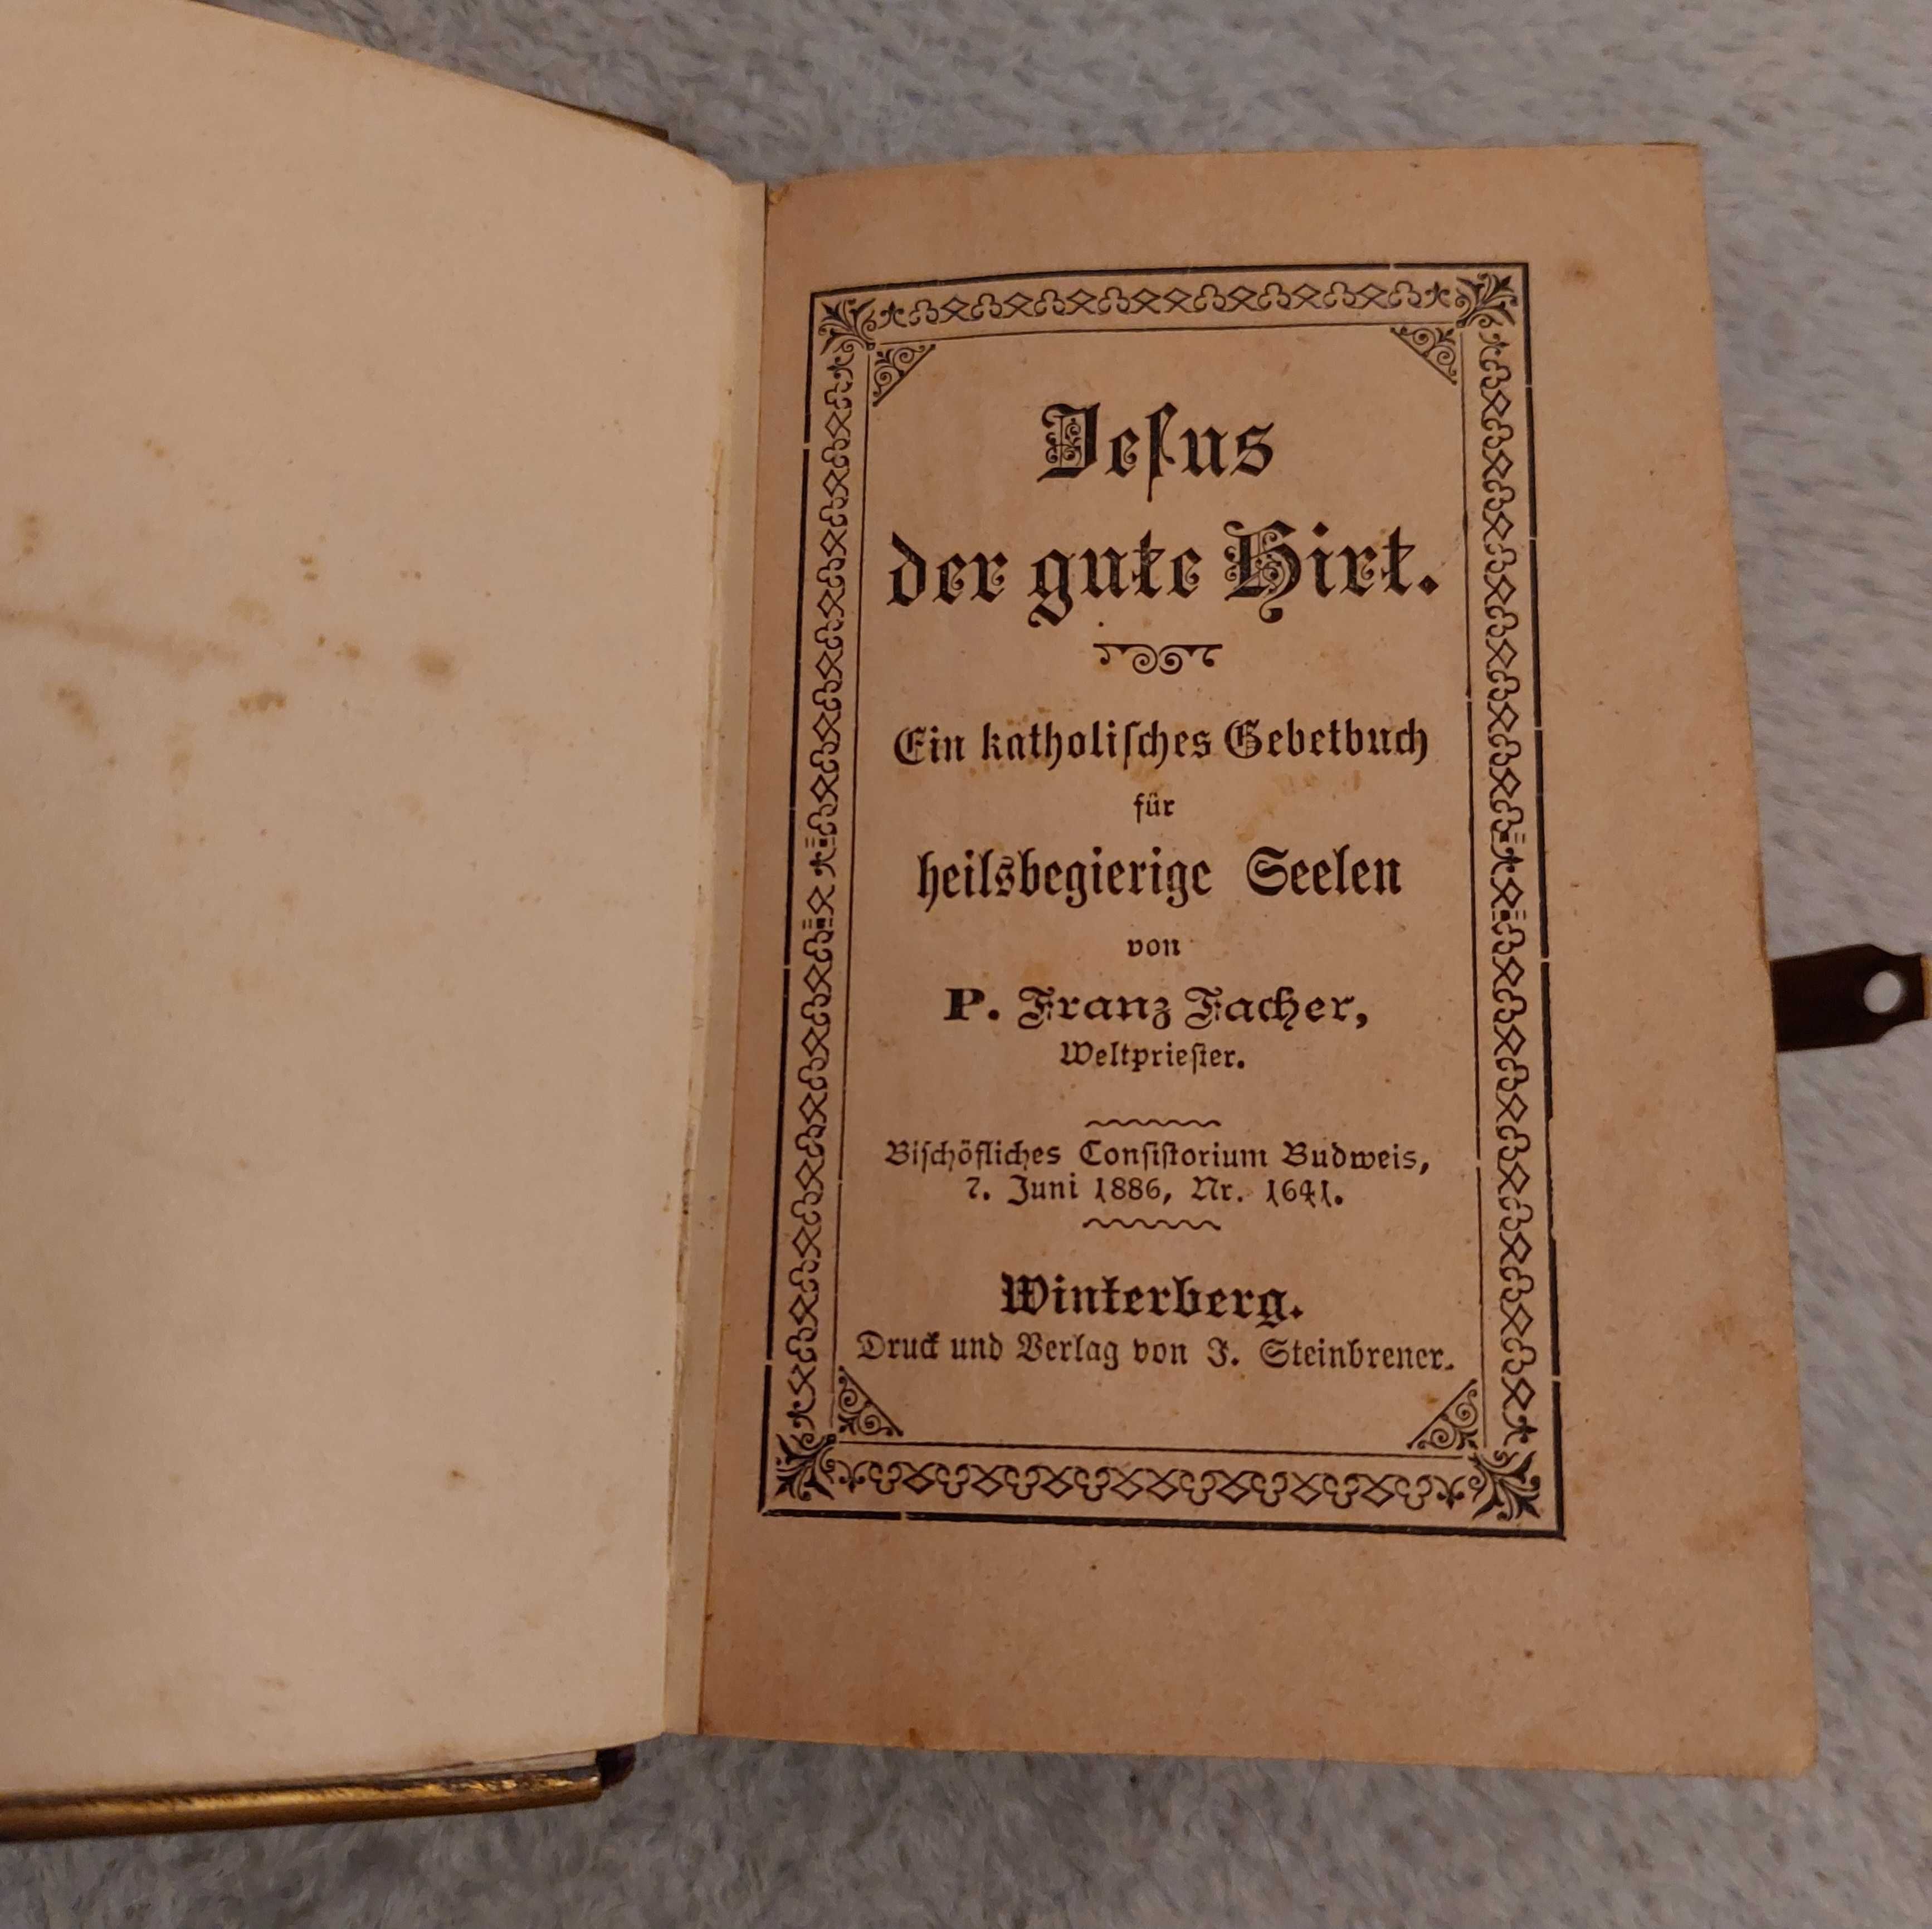 Jeſus
der gute Hirt.
Ein katholiſches Gebetbuch
für
heilsbegierige Seelen
von
P. Franz Facher,
Weltprieſter.
Biſchöfliches Conſiſtorium Budweis,
7. Juni 1886, Nr. 1641.
Winterberg.
Druck und Verlag von J. Steinbrener.